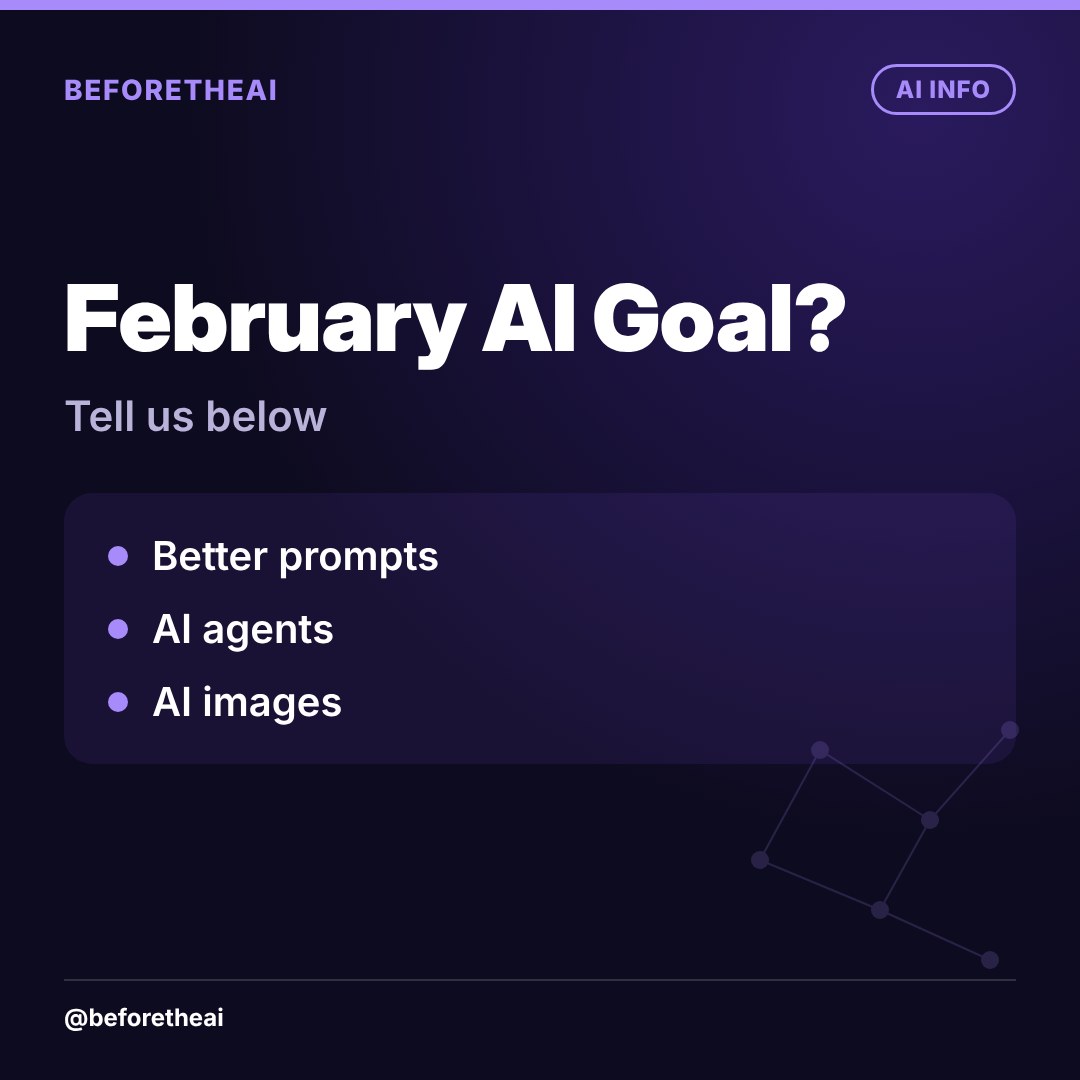 BEFORETHEAI
AI INFO
February AI Goal?
Tell us below
Better prompts
AI agents
AI images
@beforetheai